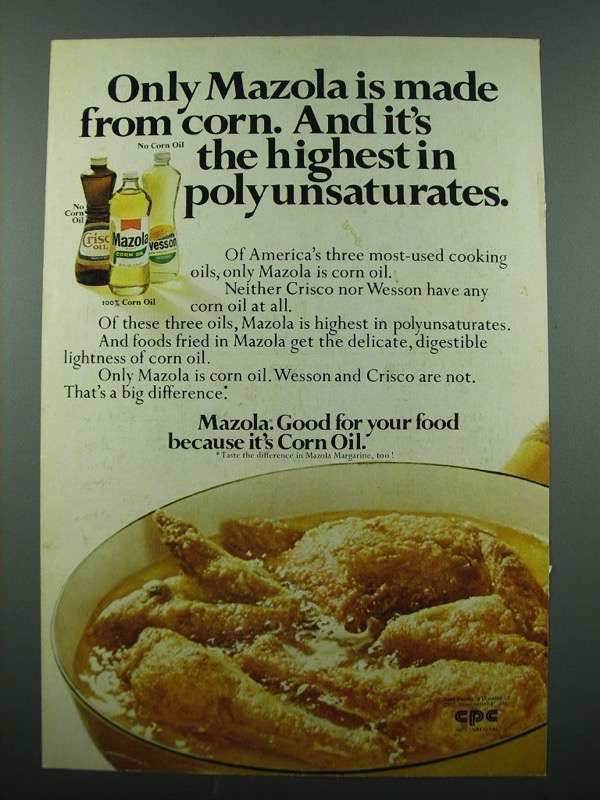 Only Mazola is made
from corn. And it's
the highest in
polyunsaturates.
No Corn Oil
No
Corn
Oil
Crisco
OIL
Mazola
CORN OIL
Wesson
100% Corn Oil
Of America's three most-used cooking
oils, only Mazola is corn oil.
Neither Crisco nor Wesson have any
corn oil at all.
Of these three oils, Mazola is highest in polyunsaturates.
And foods fried in Mazola get the delicate, digestible
lightness of corn oil.
Only Mazola is corn oil. Wesson and Crisco are not.
That's a big difference*.
Mazola. Good for your food
because it's Corn Oil.
*Taste the difference in Mazola Margarine, too!
cpc
INTERNATIONAL